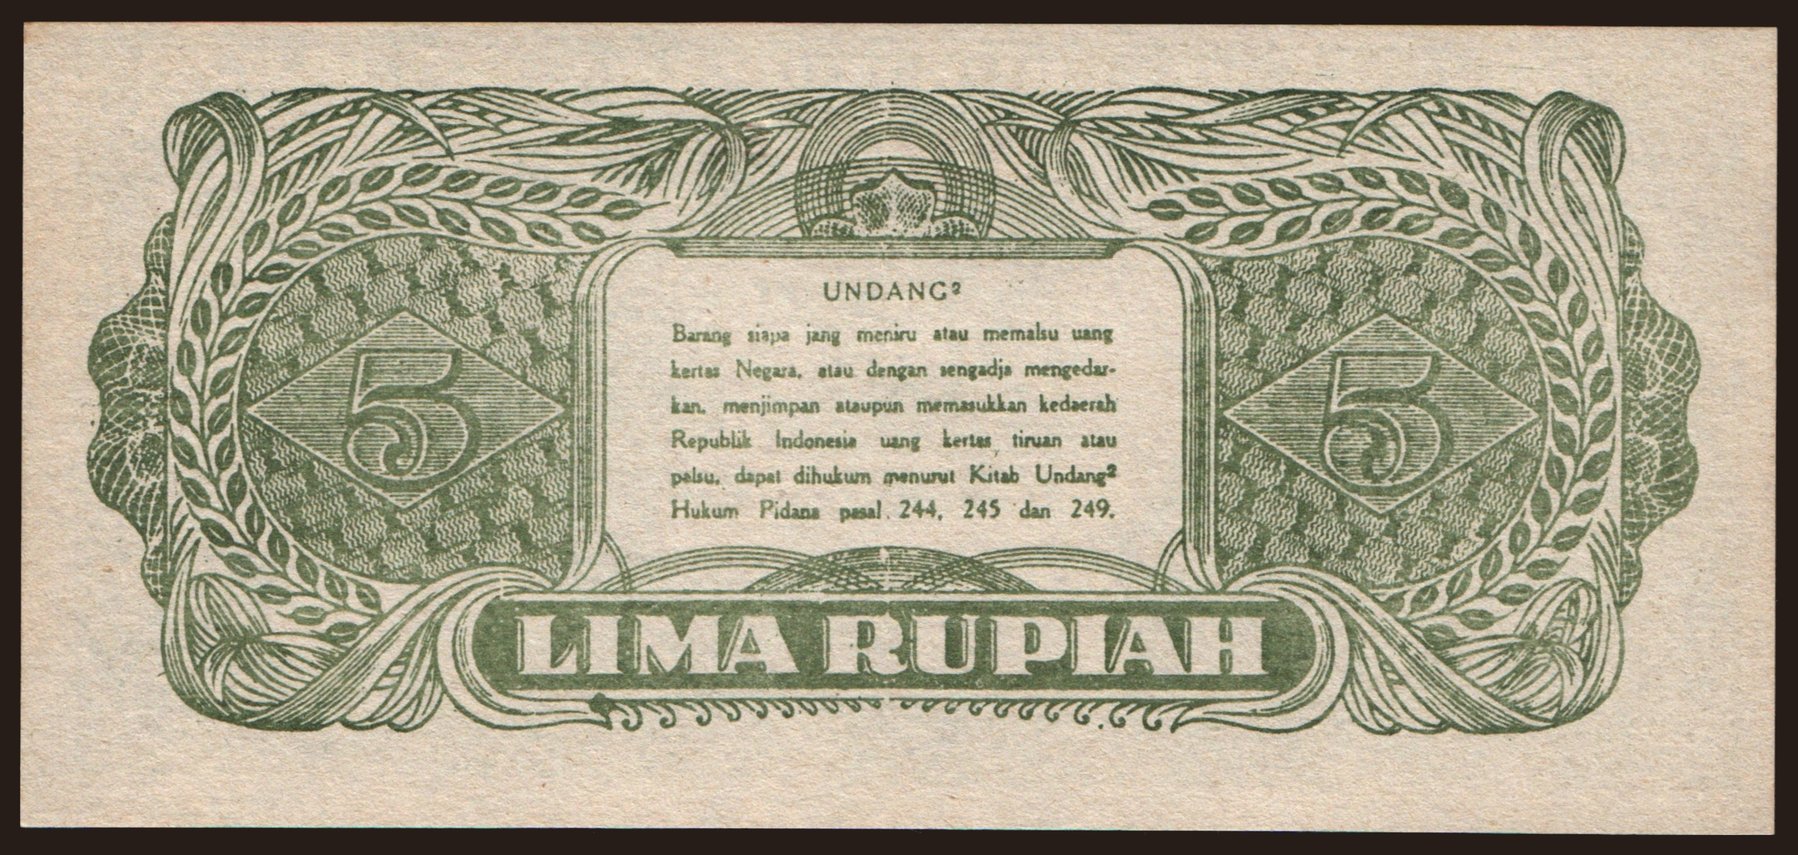 UNDANG²
Barang siapa jang meniru atau memalsu uang
kertas Negara, atau dengan sengadja mengedar-
kan, menjimpan ataupun memasukkan kedaerah
Republik Indonesia uang kertas tiruan atau
palsu, dapat dihukum menurut Kitab Undang²
Hukum Pidana pasal 244, 245 dan 249.
5
5
LIMA RUPIAH